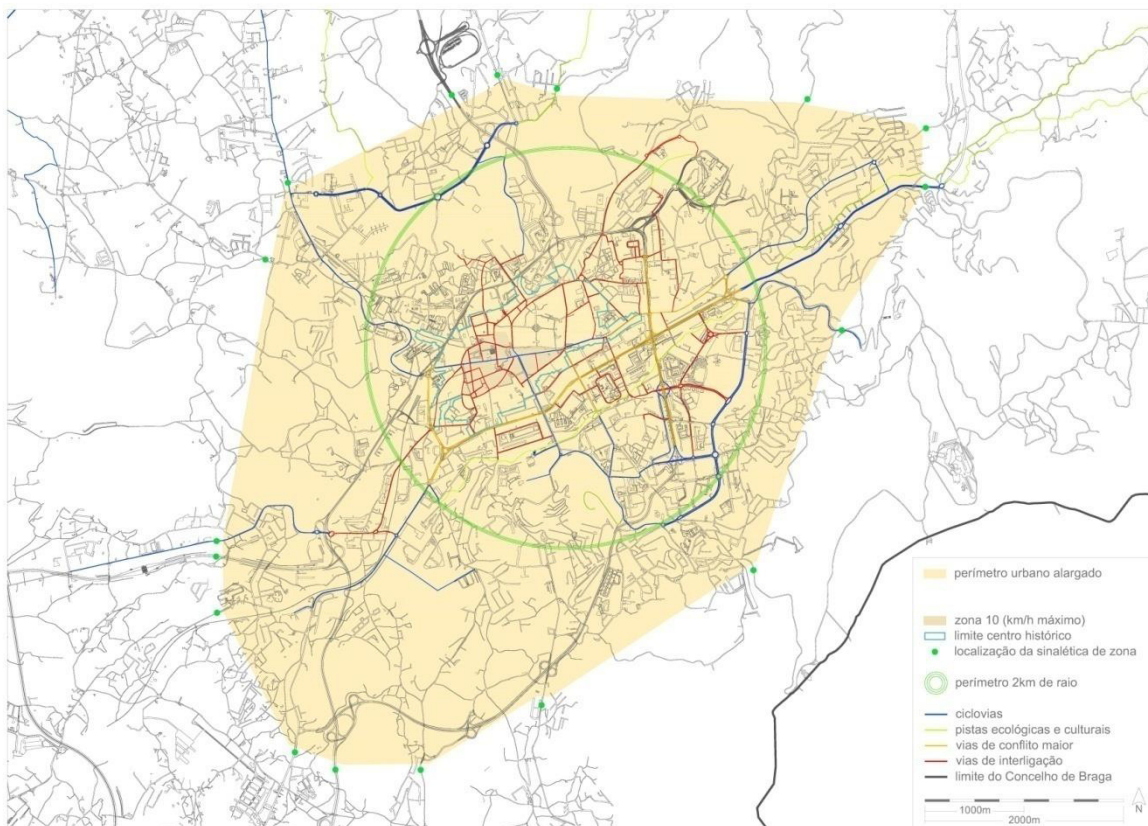 perímetro urbano alargado
zona 10 (km/h máximo)
limite centro histórico
localização da sinalética de zona
perímetro 2km de raio
ciclovias
pistas ecológicas e culturais
vias de conflito maior
vias de interligação
limite do Concelho de Braga
1000m
2000m
N